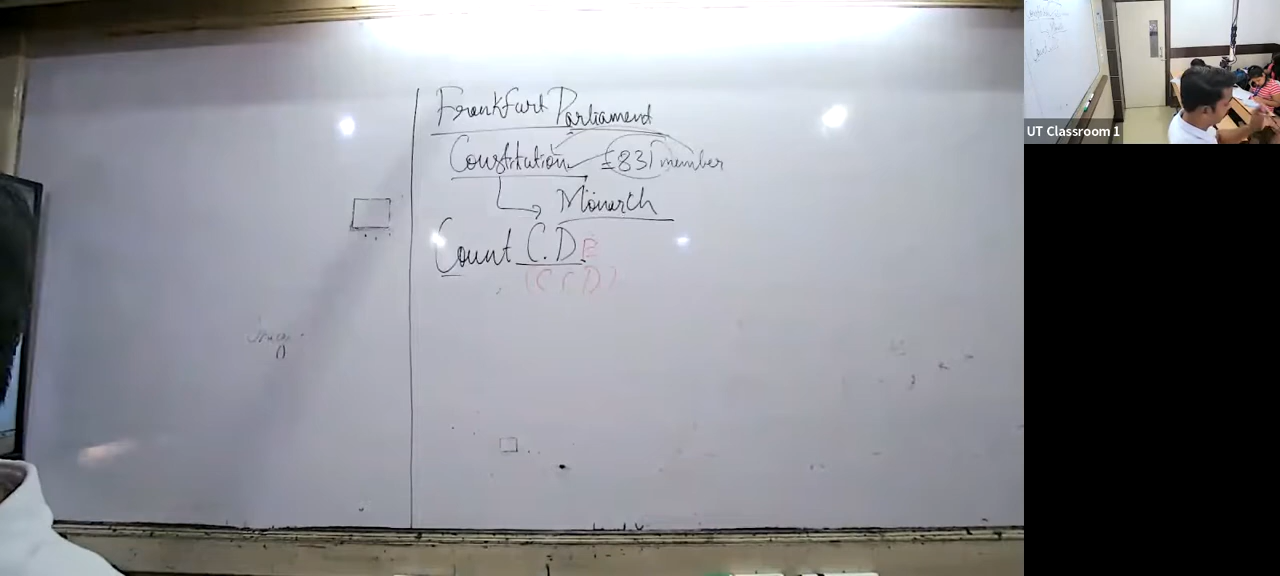 Frankfurt Parliament
Constitution 831 member
Monarch
Count C.D.B
(C C D)
UT Classroom 1